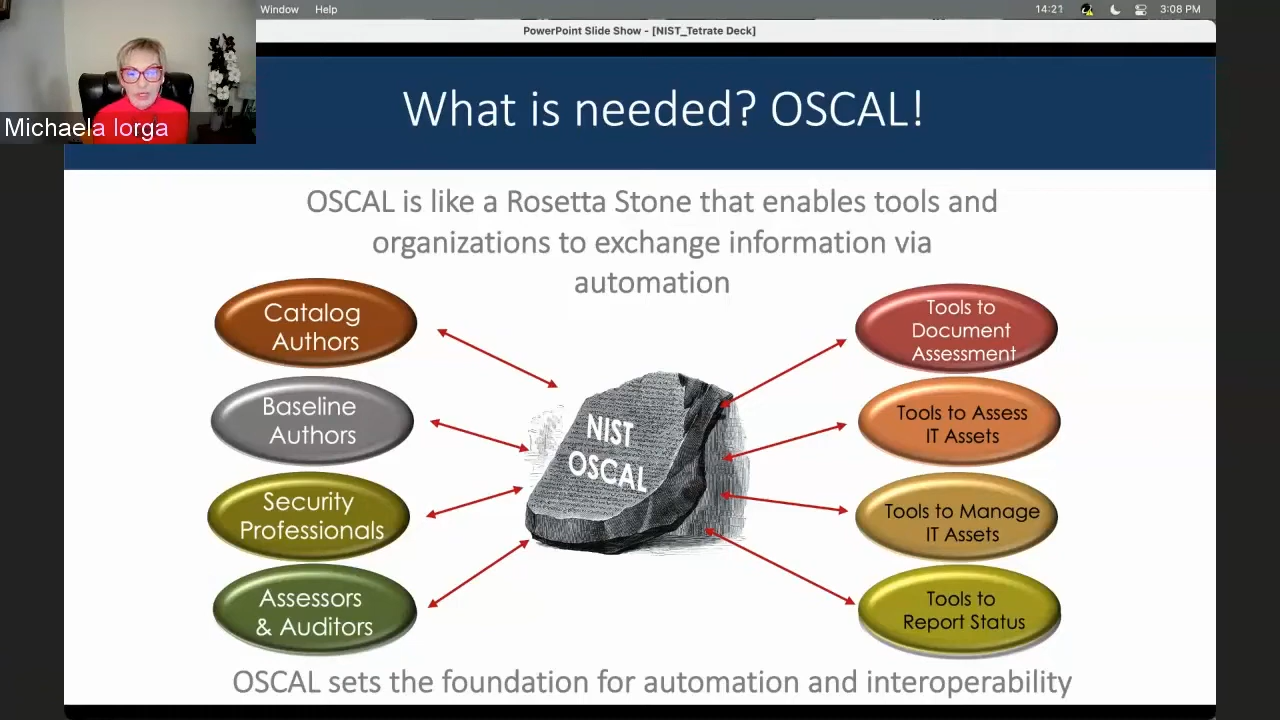 Window Help 14:21 3:08 PM
PowerPoint Slide Show - [NIST_Tetrate Deck]
Michaela Iorga
What is needed? OSCAL!
OSCAL is like a Rosetta Stone that enables tools and
organizations to exchange information via
automation
Catalog
Authors
Baseline
Authors
Security
Professionals
Assessors
& Auditors
NIST
OSCAL
Tools to
Document
Assessment
Tools to Assess
IT Assets
Tools to Manage
IT Assets
Tools to
Report Status
OSCAL sets the foundation for automation and interoperability